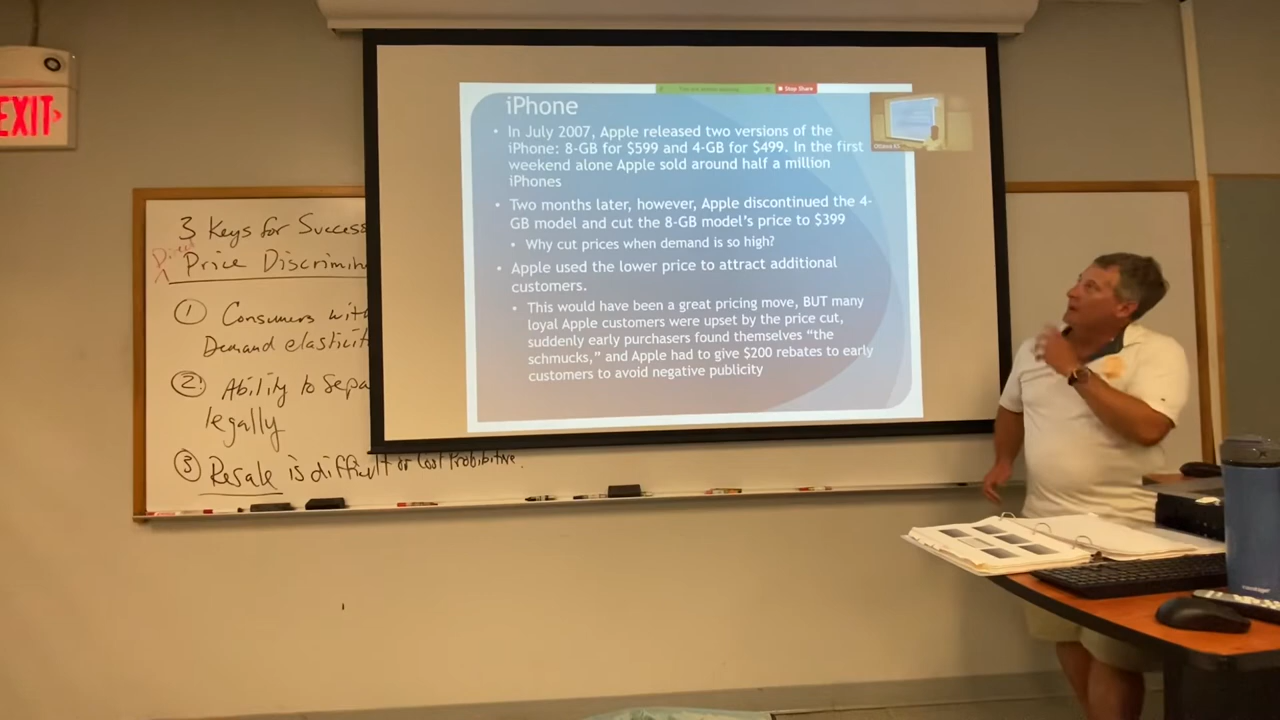 EXIT
3 Keys for Success
Direct
Price Discrimin
① Consumers with
Demand elasticit
② Ability to Sepa
legally
③ Resale is difficult or Cost Prohibitive.
Stop Share
Ottawa KS
iPhone
• In July 2007, Apple released two versions of the
iPhone: 8-GB for $599 and 4-GB for $499. In the first
weekend alone Apple sold around half a million
iPhones
• Two months later, however, Apple discontinued the 4-
GB model and cut the 8-GB model's price to $399
• Why cut prices when demand is so high?
• Apple used the lower price to attract additional
customers.
• This would have been a great pricing move, BUT many
loyal Apple customers were upset by the price cut,
suddenly early purchasers found themselves "the
schmucks," and Apple had to give $200 rebates to early
customers to avoid negative publicity